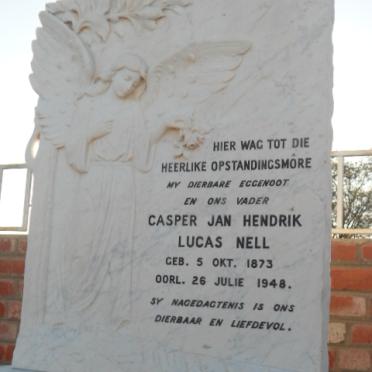 HIER WAG TOT DIE
HEERLIKE OPSTANDINGSMÔRE
MY DIERBARE EGGENOOT
EN ONS VADER
CASPER JAN HENDRIK
LUCAS NELL
GEB. 5 OKT. 1873
OORL. 26 JULIE 1948.
SY NAGEDAGTENIS IS ONS
DIERBAAR EN LIEFDEVOL.